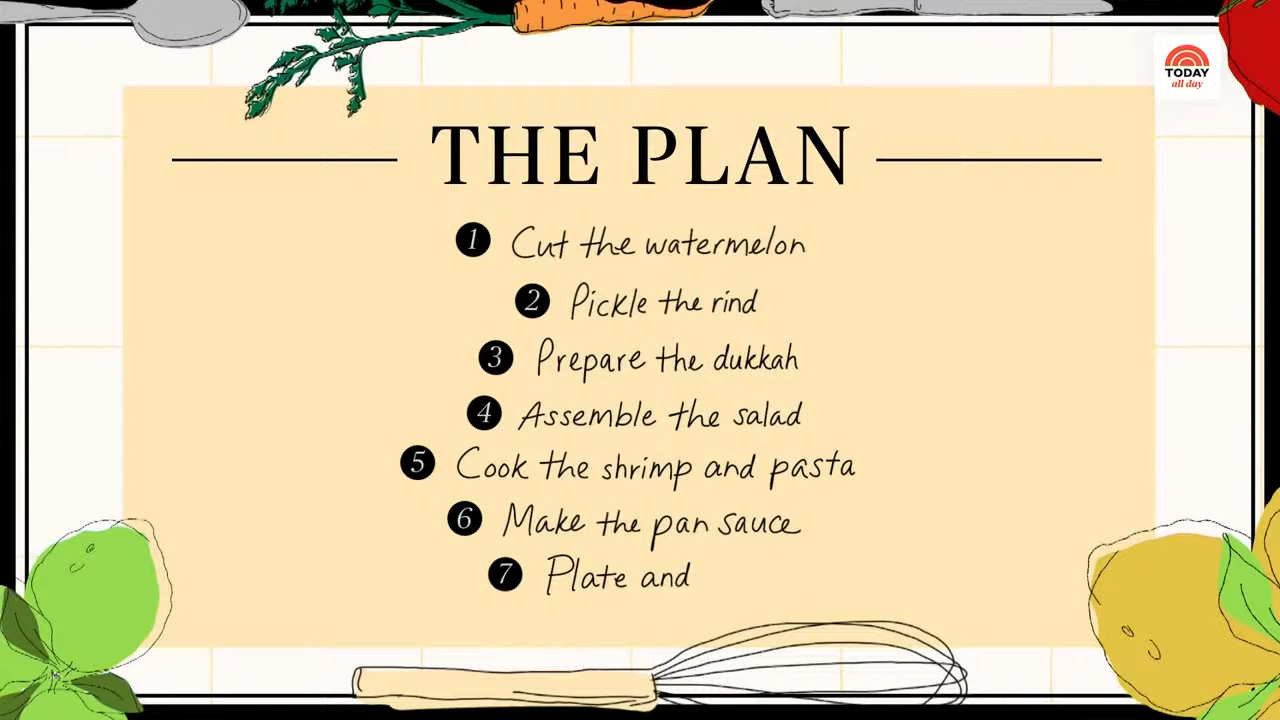 TODAY
all day
THE PLAN
1 Cut the watermelon
2 Pickle the rind
3 Prepare the dukkah
4 Assemble the salad
5 Cook the shrimp and pasta
6 Make the pan sauce
7 Plate and